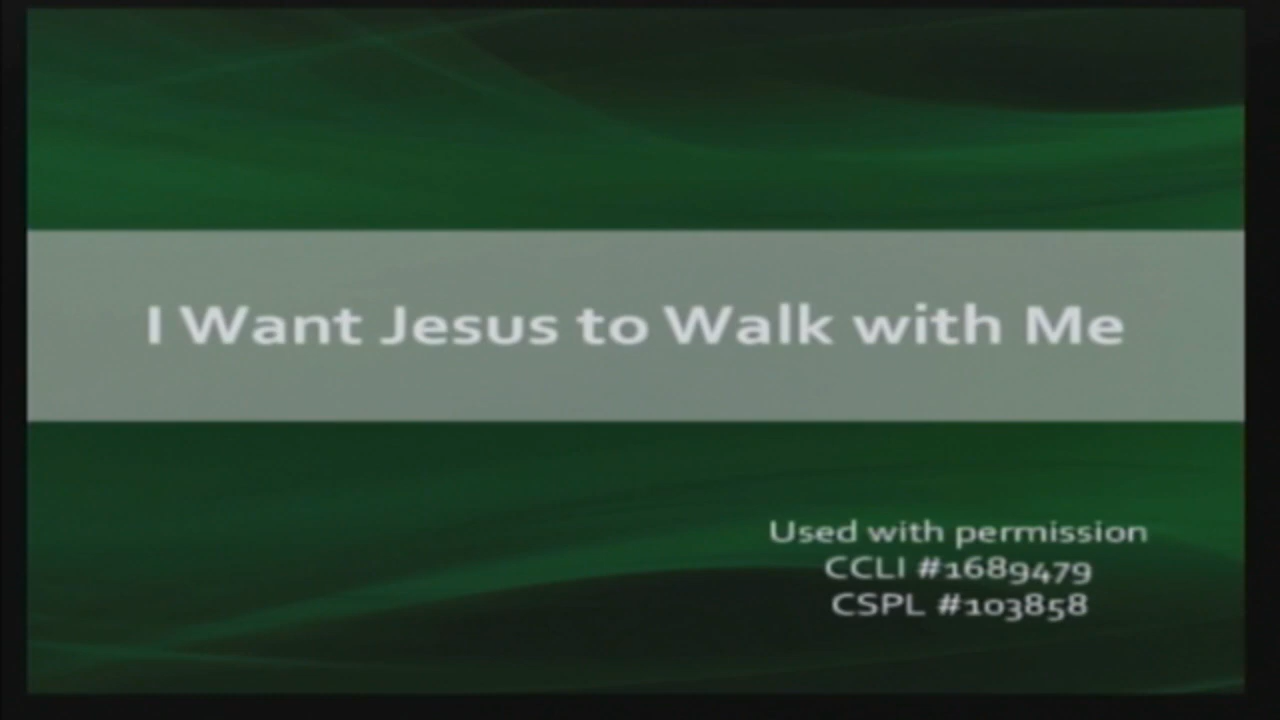 I Want Jesus to Walk with Me
Used with permission
CCLI #1689479
CSPL #103858